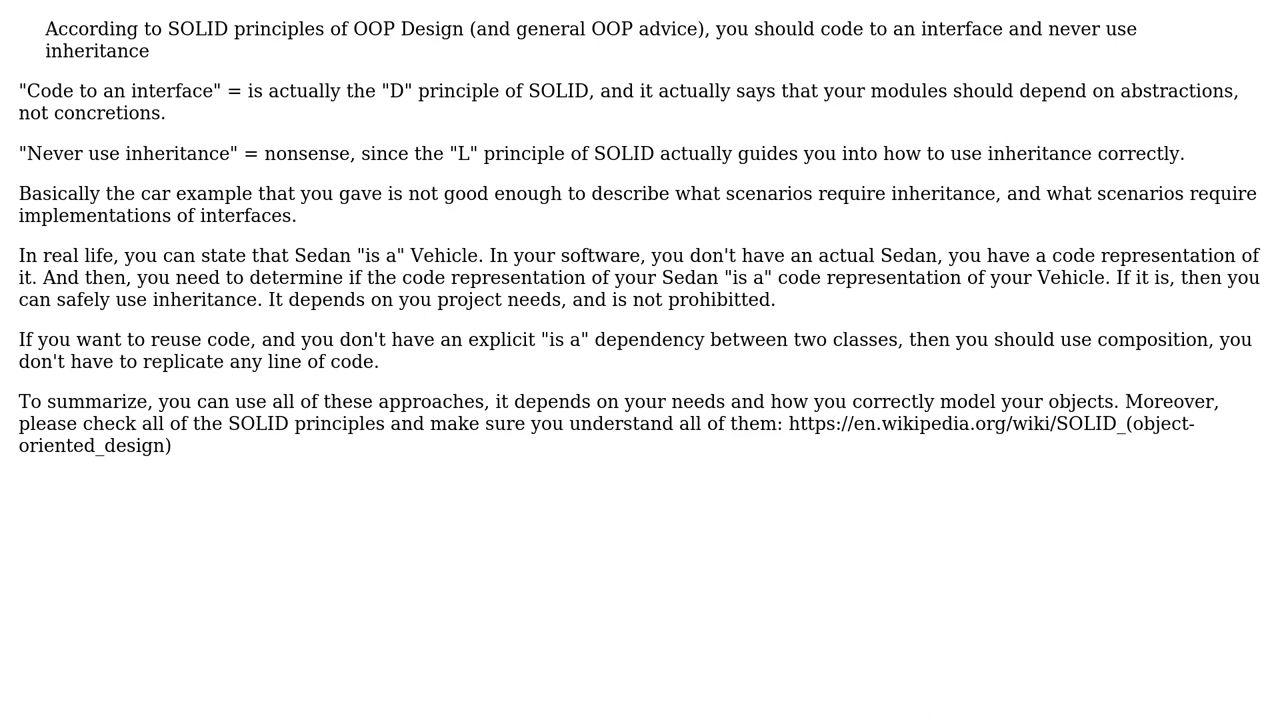 According to SOLID principles of OOP Design (and general OOP advice), you should code to an interface and never use
inheritance
"Code to an interface" = is actually the "D" principle of SOLID, and it actually says that your modules should depend on abstractions,
not concretions.
"Never use inheritance" = nonsense, since the "L" principle of SOLID actually guides you into how to use inheritance correctly.
Basically the car example that you gave is not good enough to describe what scenarios require inheritance, and what scenarios require
implementations of interfaces.
In real life, you can state that Sedan "is a" Vehicle. In your software, you don't have an actual Sedan, you have a code representation of
it. And then, you need to determine if the code representation of your Sedan "is a" code representation of your Vehicle. If it is, then you
can safely use inheritance. It depends on you project needs, and is not prohibitted.
If you want to reuse code, and you don't have an explicit "is a" dependency between two classes, then you should use composition, you
don't have to replicate any line of code.
To summarize, you can use all of these approaches, it depends on your needs and how you correctly model your objects. Moreover,
please check all of the SOLID principles and make sure you understand all of them: https://en.wikipedia.org/wiki/SOLID_(object-
oriented_design)